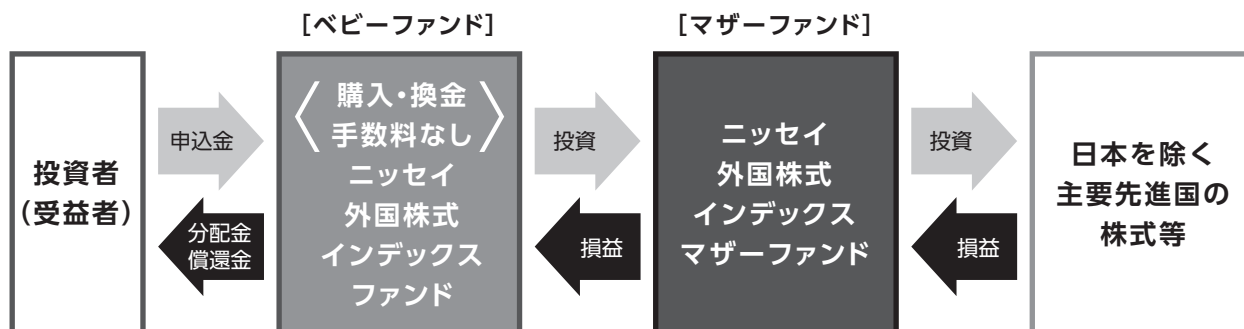 [ベビーファンド]
[マザーファンド]
投資者
(受益者)
申込金
分配金
償還金
〈購入・換金
手数料なし〉
ニッセイ
外国株式
インデックス
ファンド
投資
損益
ニッセイ
外国株式
インデックス
マザーファンド
投資
損益
日本を除く
主要先進国の
株式等